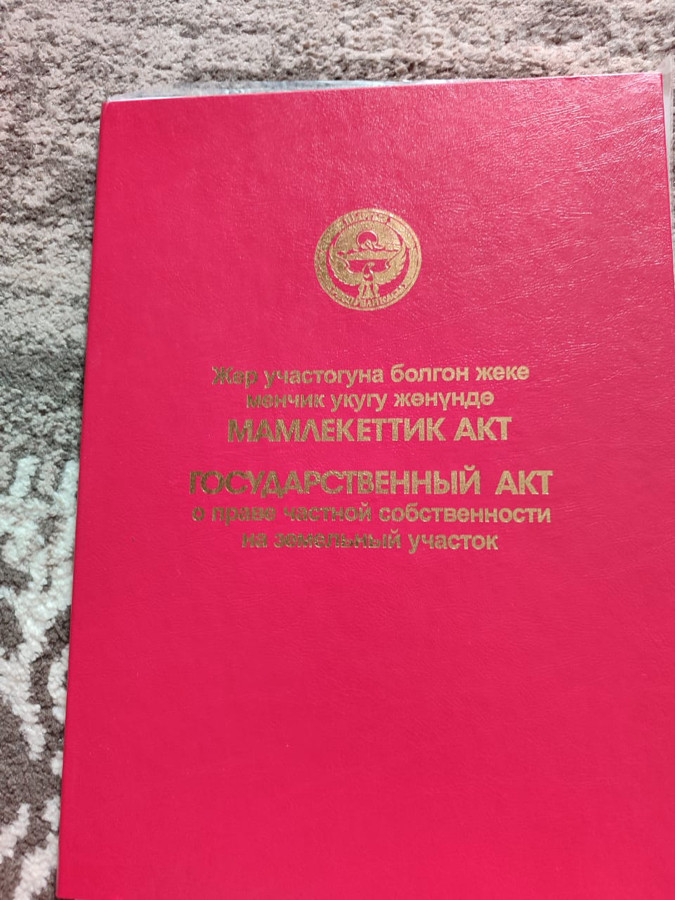 Жер участогуна болгон жеке
менчик укугу жөнүндө
МАМЛЕКЕТТИК АКТ
ГОСУДАРСТВЕННЫЙ АКТ
о праве частной собственности
на земельный участок